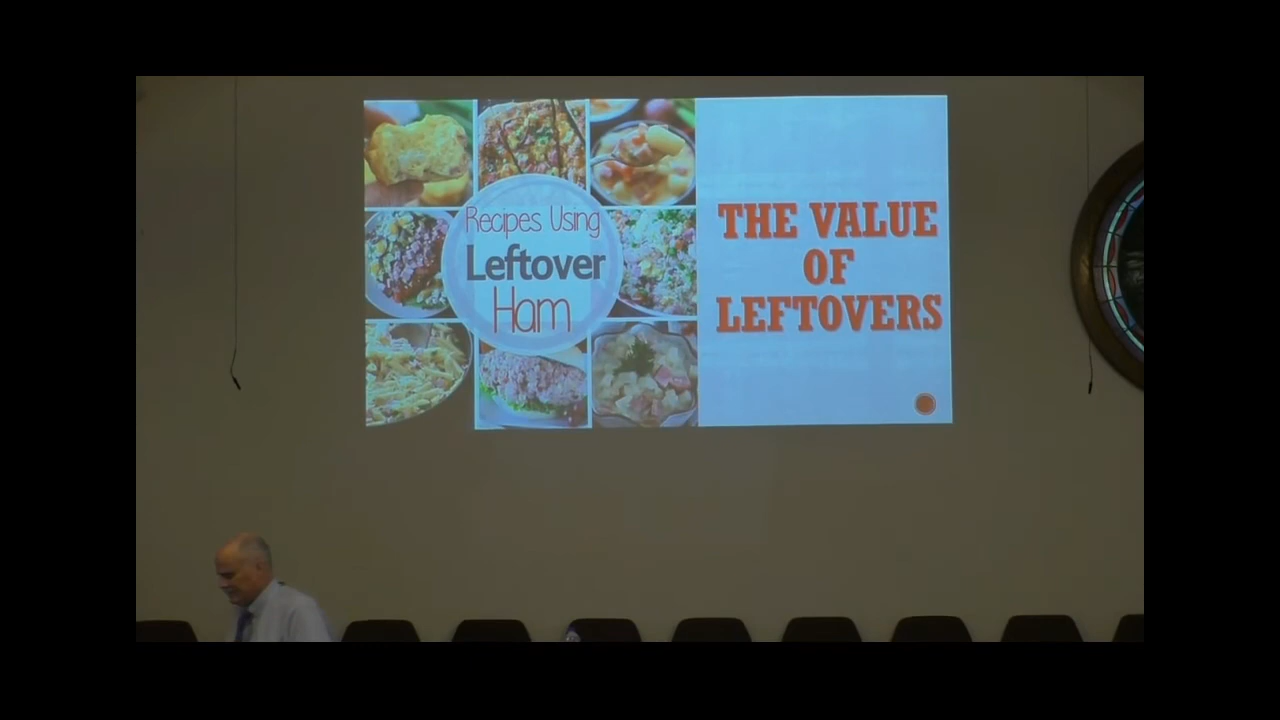 Recipes Using
Leftover
Ham
THE VALUE
OF
LEFTOVERS